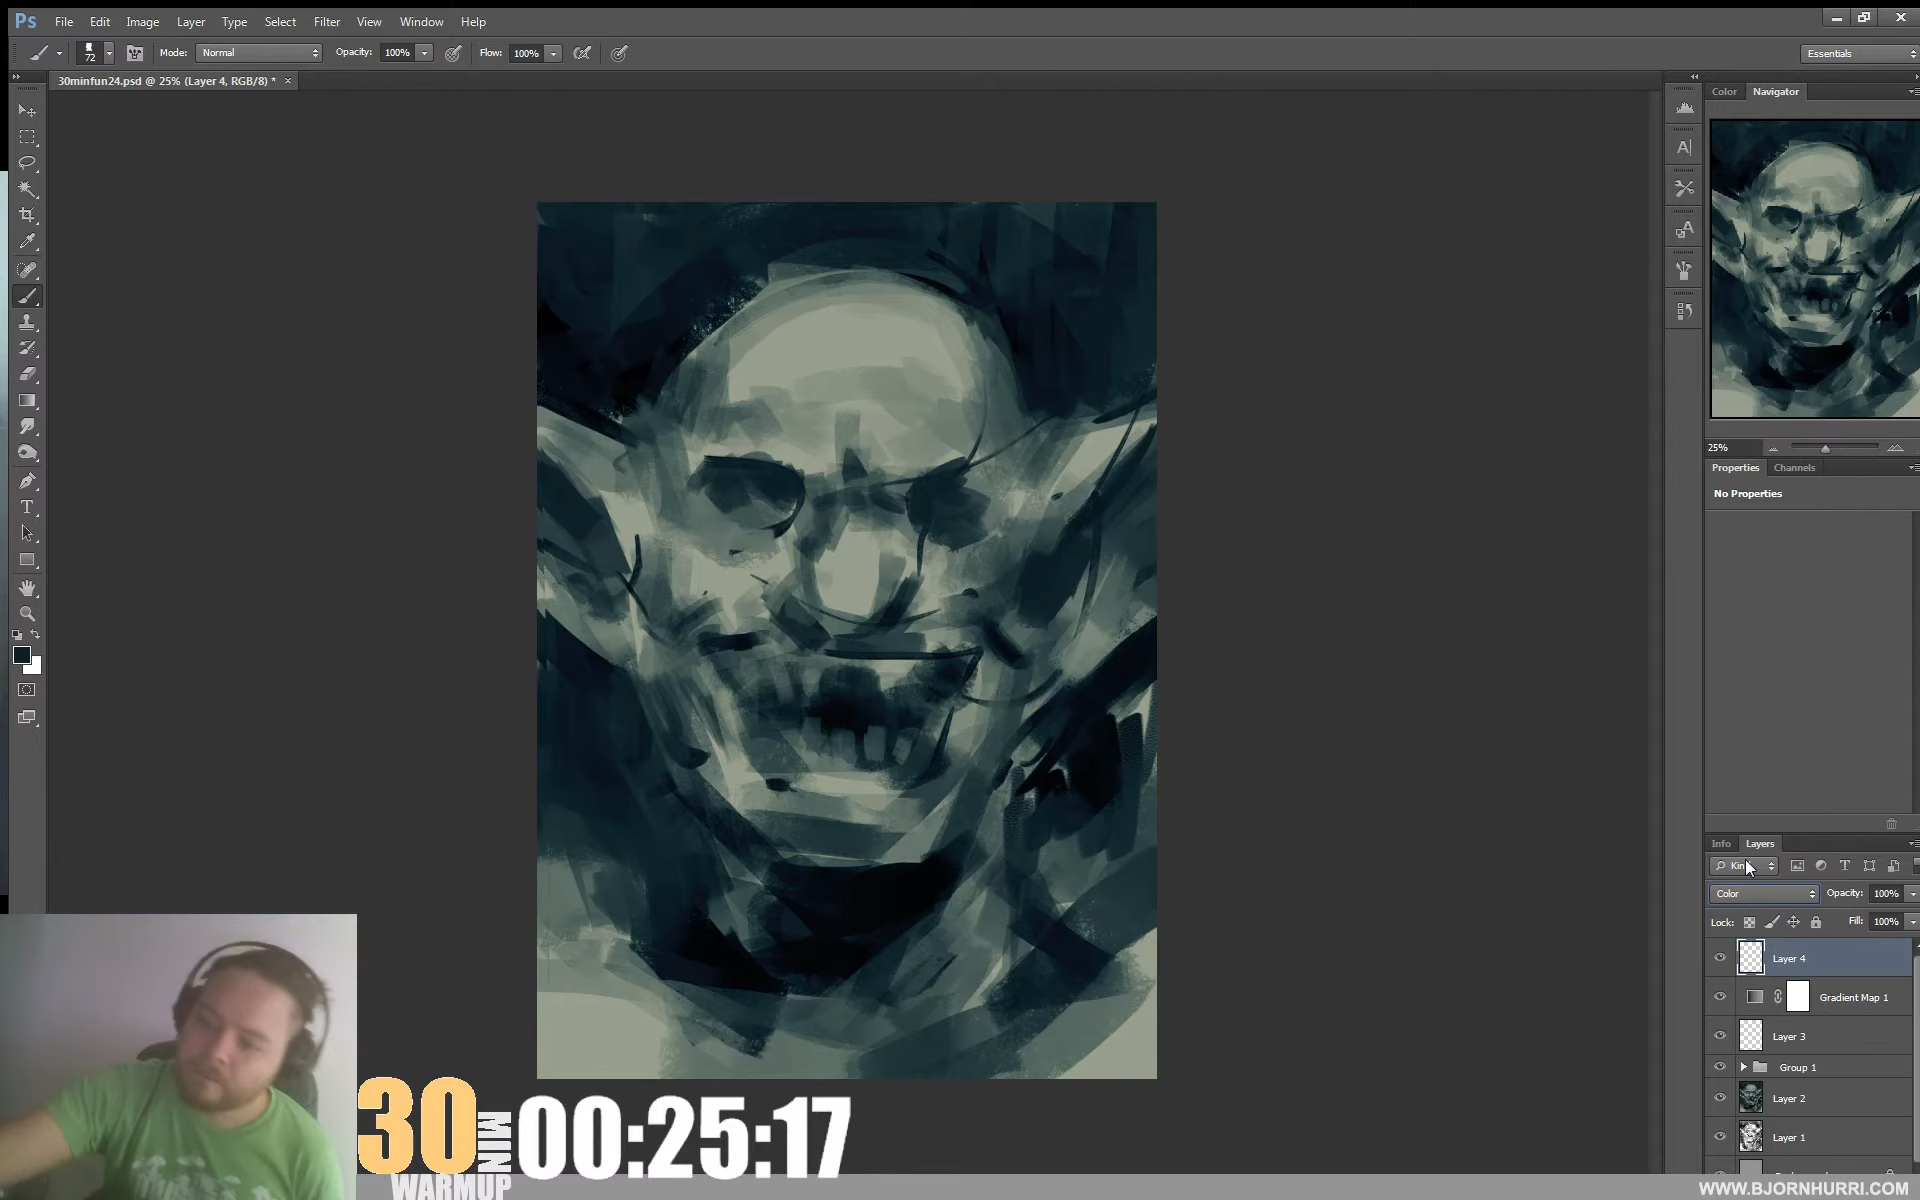 Ps File Edit Image Layer Type Select Filter View Window Help
72 Mode: Normal Opacity: 100% Flow: 100% Essentials
30minfun24.psd @ 25% (Layer 4, RGB/8) *
Color Navigator
25%
Properties Channels
No Properties
Info Layers
Color Opacity: 100%
Lock: Fill: 100%
Layer 4
Gradient Map 1
Layer 3
Group 1
Layer 2
Layer 1
30 MIN WARMUP
00:25:17
WWW.BJORNHURRI.COM